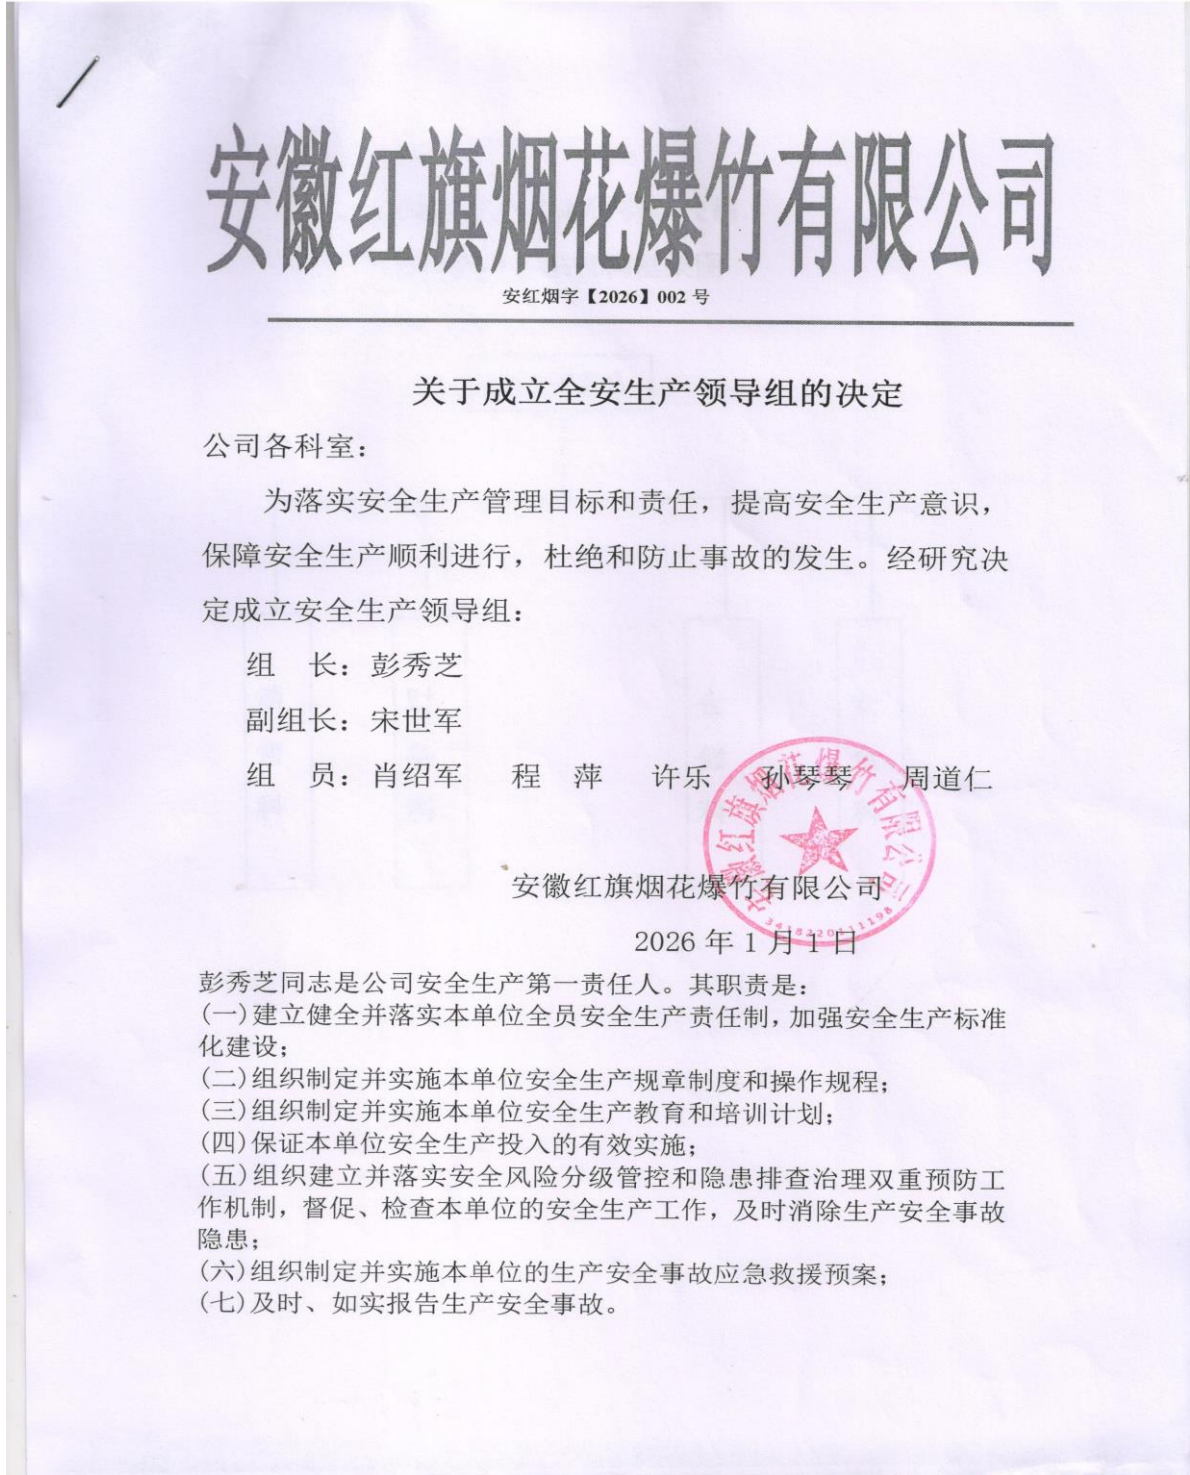 安徽红旗烟花爆竹有限公司
安红烟字【2026】002 号
关于成立全安生产领导组的决定
公司各科室：
为落实安全生产管理目标和责任，提高安全生产意识，
保障安全生产顺利进行，杜绝和防止事故的发生。经研究决
定成立安全生产领导组：
组 长：彭秀芝
副组长：宋世军
组 员：肖绍军 程 萍 许乐 孙琴琴 周道仁
安徽红旗烟花爆竹有限公司
安徽红旗烟花爆竹有限公司
3418220111198
2026 年 1 月 1 日
彭秀芝同志是公司安全生产第一责任人。其职责是：
(一)建立健全并落实本单位全员安全生产责任制，加强安全生产标准
化建设；
(二)组织制定并实施本单位安全生产规章制度和操作规程；
(三)组织制定并实施本单位安全生产教育和培训计划；
(四)保证本单位安全生产投入的有效实施；
(五)组织建立并落实安全风险分级管控和隐患排查治理双重预防工
作机制，督促、检查本单位的安全生产工作，及时消除生产安全事故
隐患；
(六)组织制定并实施本单位的生产安全事故应急救援预案；
(七)及时、如实报告生产安全事故。